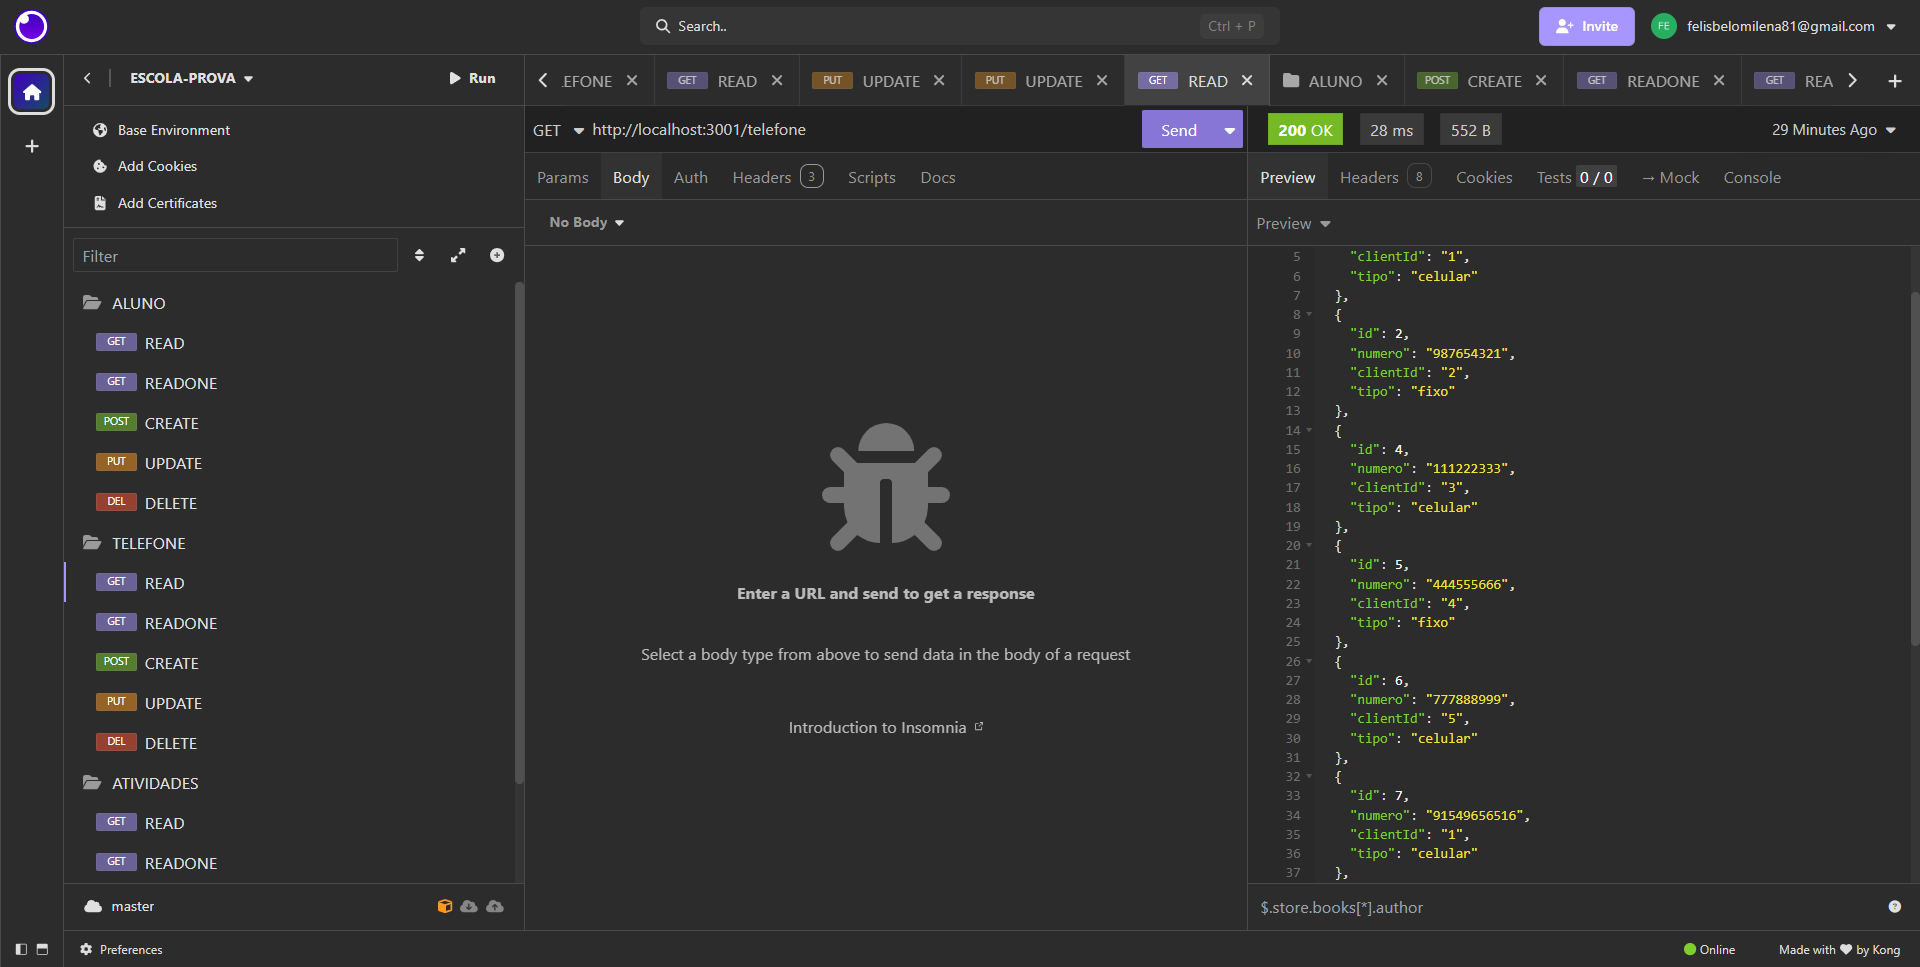 Search..
Ctrl + P
Invite
FE
felisbelomilena81@gmail.com
ESCOLA-PROVA
Run
EFONE
GET READ
PUT UPDATE
PUT UPDATE
GET READ
ALUNO
POST CREATE
GET READONE
GET REA
Base Environment
Add Cookies
Add Certificates
Filter
ALUNO
GET READ
GET READONE
POST CREATE
PUT UPDATE
DEL DELETE
TELEFONE
GET READ
GET READONE
POST CREATE
PUT UPDATE
DEL DELETE
ATIVIDADES
GET READ
GET READONE
master
Preferences
GET http://localhost:3001/telefone
Send
Params Body Auth Headers 3 Scripts Docs
No Body
Enter a URL and send to get a response
Select a body type from above to send data in the body of a request
Introduction to Insomnia
200 OK 28 ms 552 B 29 Minutes Ago
Preview Headers 8 Cookies Tests 0 / 0 → Mock Console
Preview
5 "clientId": "1",
6 "tipo": "celular"
7 },
8 {
9 "id": 2,
10 "numero": "987654321",
11 "clientId": "2",
12 "tipo": "fixo"
13 },
14 {
15 "id": 4,
16 "numero": "111222333",
17 "clientId": "3",
18 "tipo": "celular"
19 },
20 {
21 "id": 5,
22 "numero": "444555666",
23 "clientId": "4",
24 "tipo": "fixo"
25 },
26 {
27 "id": 6,
28 "numero": "777888999",
29 "clientId": "5",
30 "tipo": "celular"
31 },
32 {
33 "id": 7,
34 "numero": "91549656516",
35 "clientId": "1",
36 "tipo": "celular"
37 },
$.store.books[*].author
Online
Made with ♥ by Kong